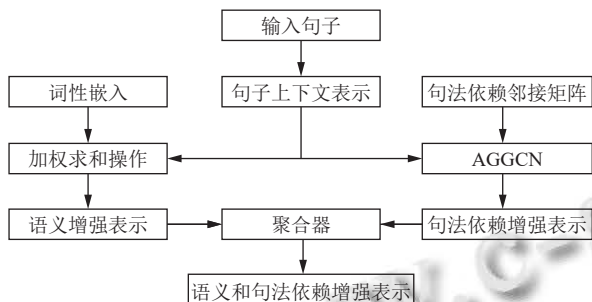 输入句子
词性嵌入
句子上下文表示
句法依赖邻接矩阵
加权求和操作
AGGCN
语义增强表示
聚合器
句法依赖增强表示
语义和句法依赖增强表示